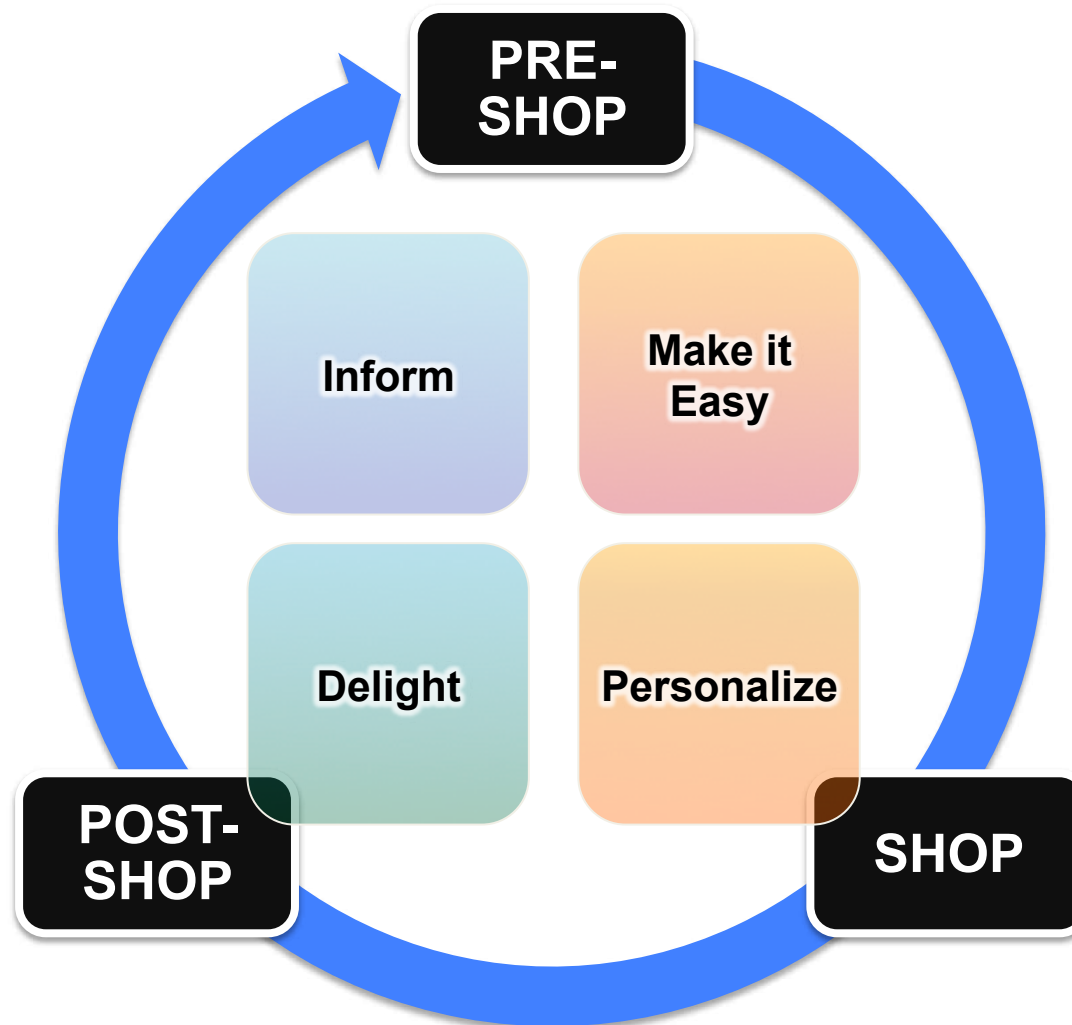 PRE-
SHOP
Inform
Make it
Easy
Delight
Personalize
POST-
SHOP
SHOP